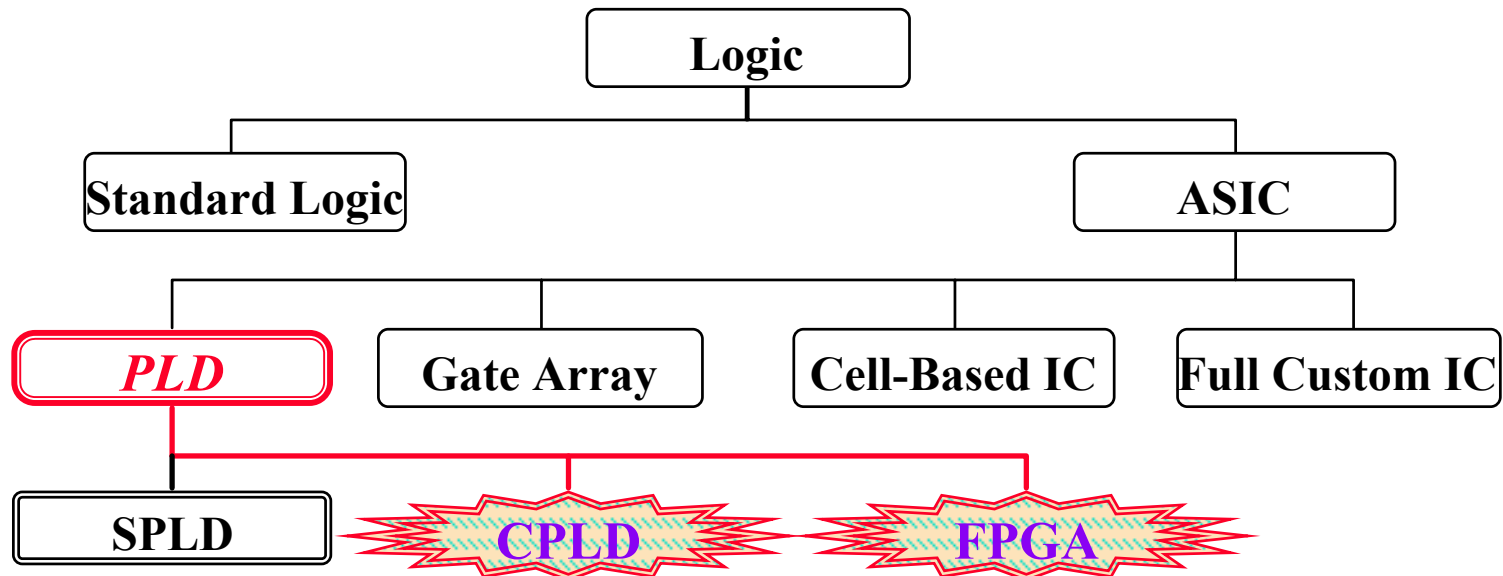 Logic
Standard Logic
ASIC
PLD
Gate Array
Cell-Based IC
Full Custom IC
SPLD
CPLD
FPGA